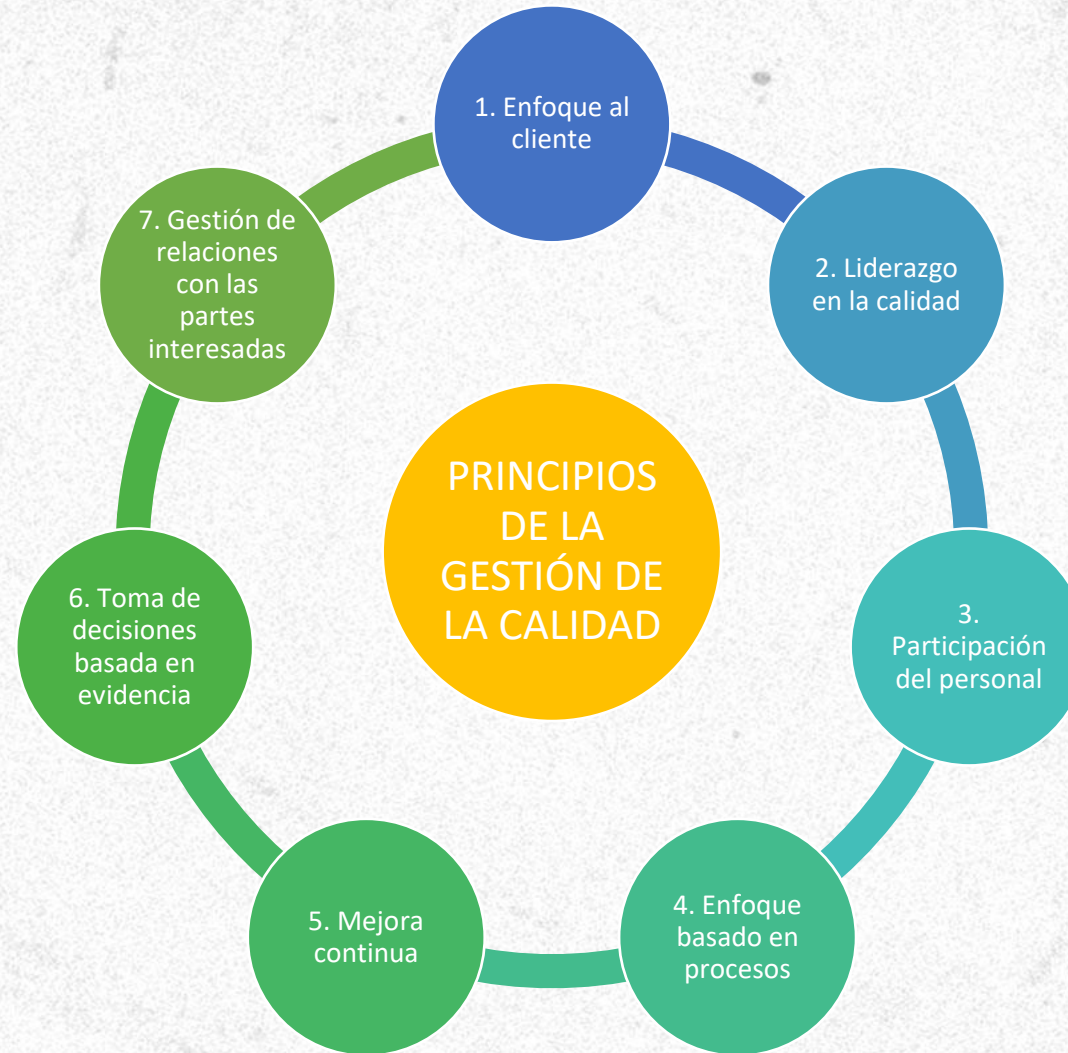 1. Enfoque al
cliente
2. Liderazgo
en la calidad
3.
Participación
del personal
4. Enfoque
basado en
procesos
5. Mejora
continua
6. Toma de
decisiones
basada en
evidencia
7. Gestión de
relaciones
con las
partes
interesadas
PRINCIPIOS
DE LA
GESTIÓN DE
LA CALIDAD